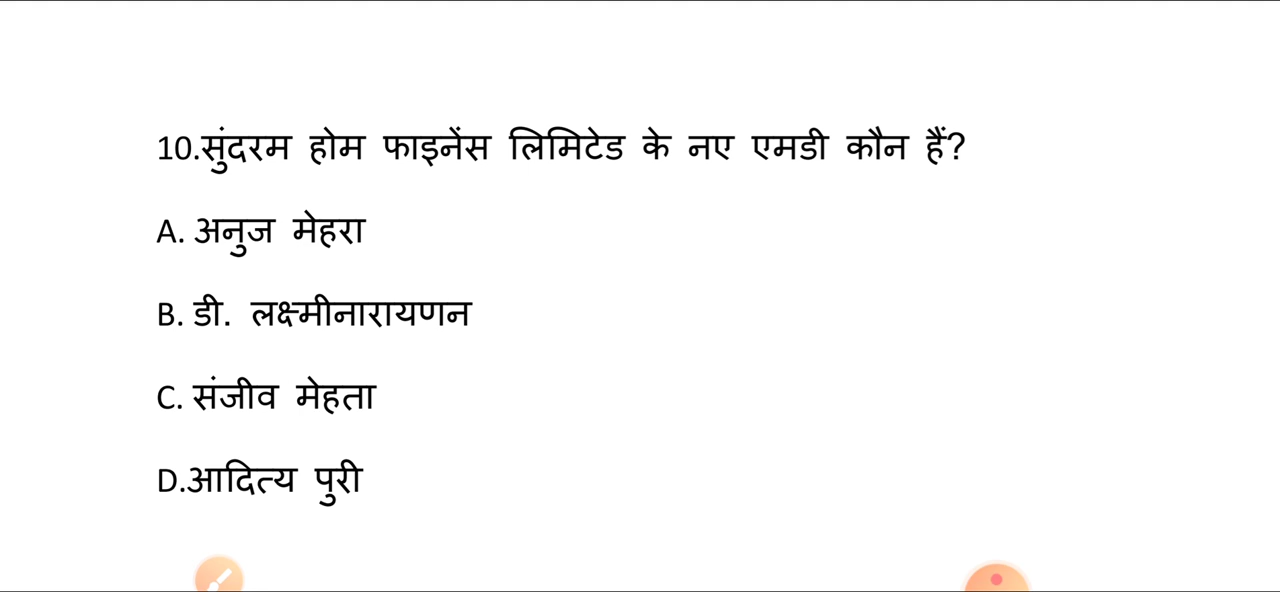 10.सुंदरम होम फाइनेंस लिमिटेड के नए एमडी कौन हैं?
A. अनुज मेहरा
B. डी. लक्ष्मीनारायणन
C. संजीव मेहता
D.आदित्य पुरी